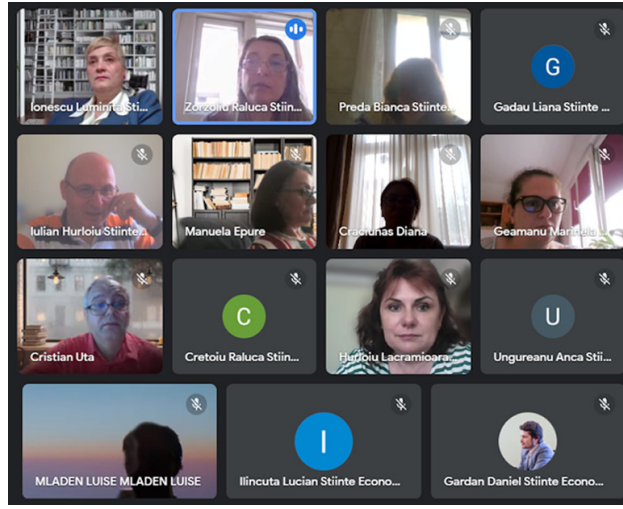 Ionescu Luminita Sti...
Zorzoliu Raluca Stiin...
Preda Bianca Stiinte...
G
Gadau Liana Stiinte ...
Iulian Hurloiu Stiinte...
Manuela Epure
Craciunas Diana
Geamanu Marinela
Cristian Uta
C
Cretoiu Raluca Stiin...
Hurloiu Lacramioara...
U
Ungureanu Anca Stii...
MLADEN LUISE MLADEN LUISE
I
Ilincuta Lucian Stiinte Econo...
Gardan Daniel Stiinte Econo...